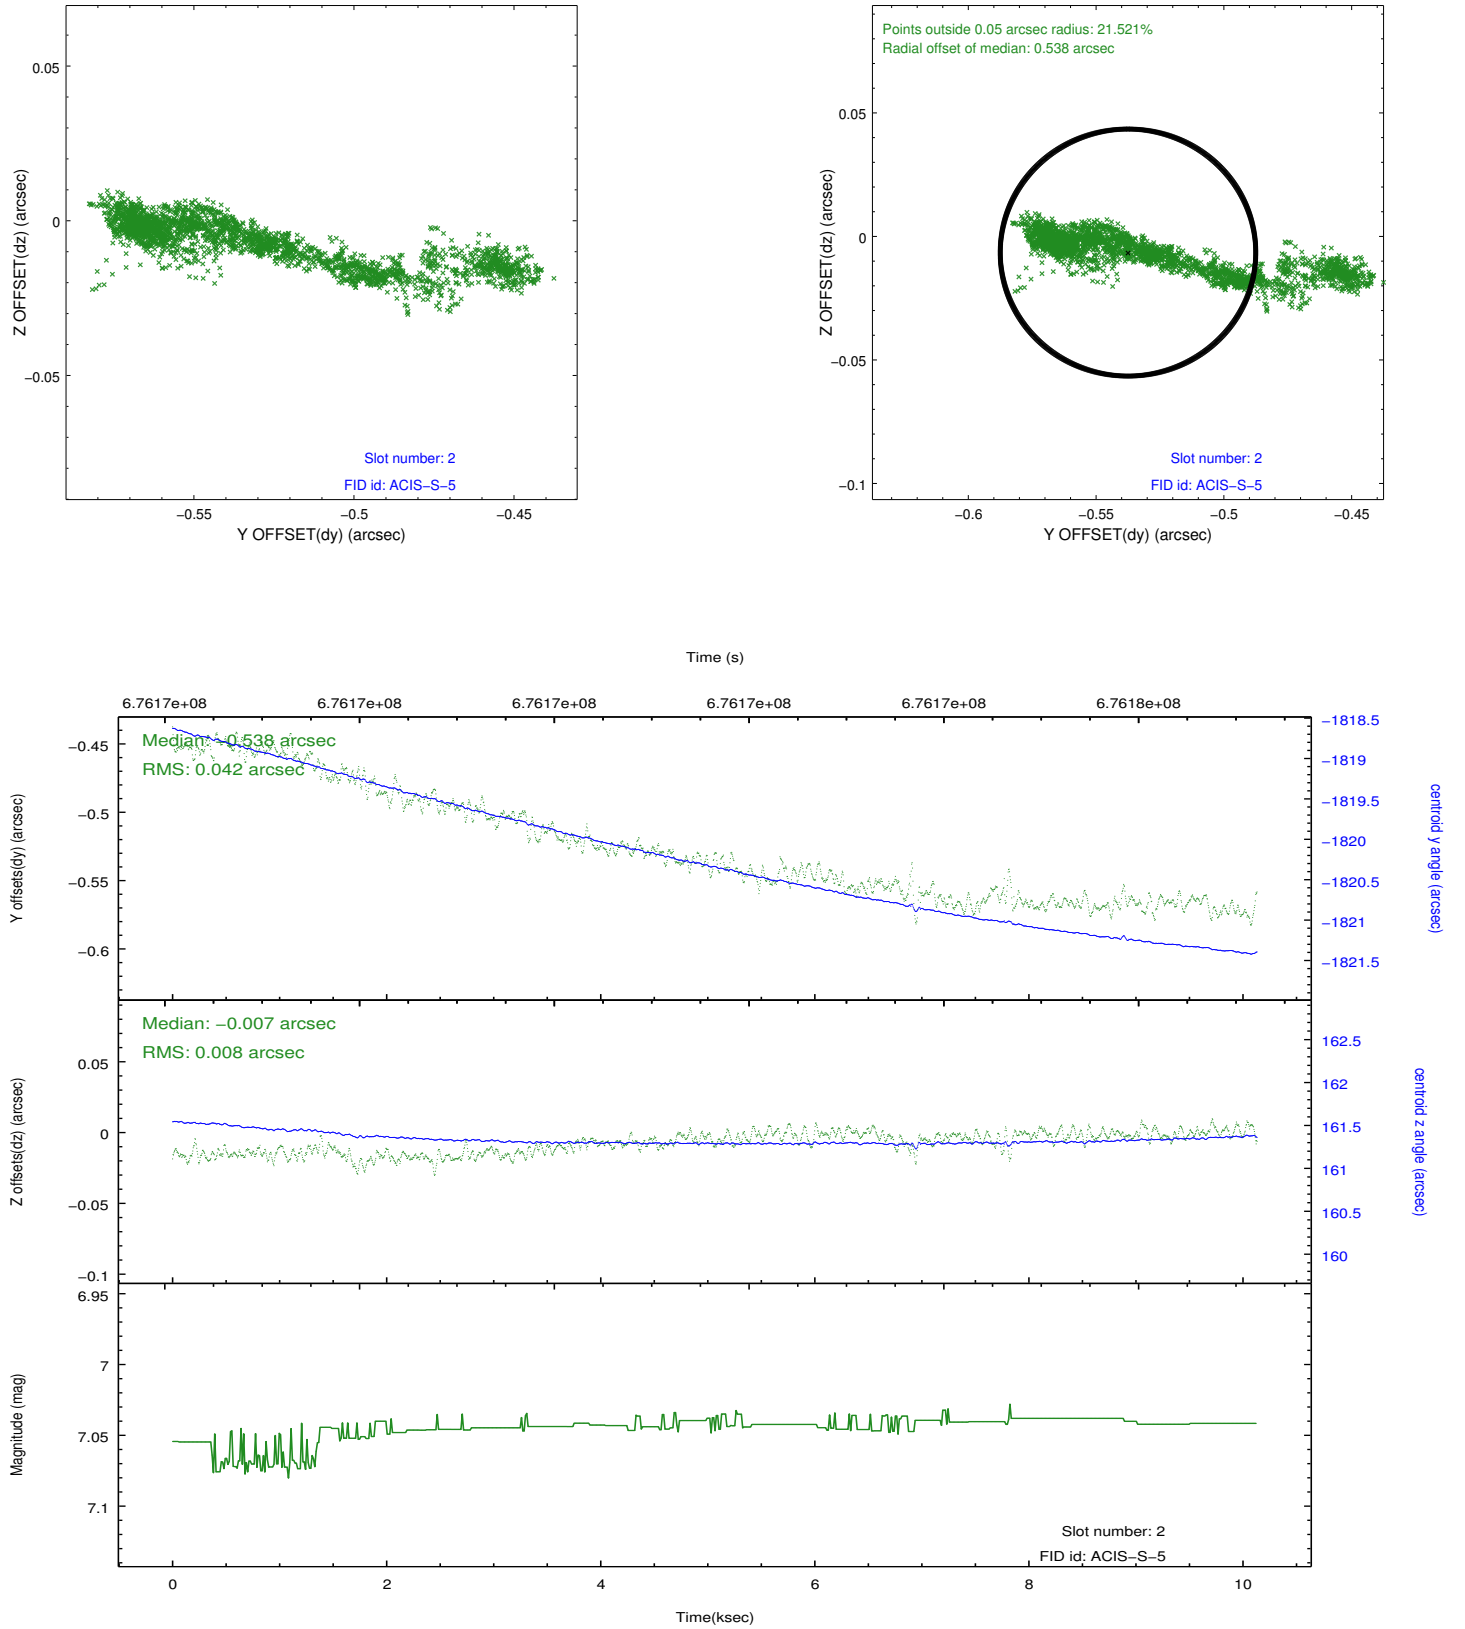 0.05
0
−0.05
Z OFFSET(dz) (arcsec)
−0.55
−0.5
−0.45
Y OFFSET(dy) (arcsec)
Slot number: 2
FID id: ACIS−S−5
Points outside 0.05 arcsec radius: 21.521%
Radial offset of median: 0.538 arcsec
0.05
0
−0.05
−0.1
Z OFFSET(dz) (arcsec)
−0.6
−0.55
−0.5
−0.45
Y OFFSET(dy) (arcsec)
Slot number: 2
FID id: ACIS−S−5
Time (s)
6.7617e+08 6.7617e+08 6.7617e+08 6.7617e+08 6.7617e+08 6.7618e+08
Median: −0.538 arcsec
RMS: 0.042 arcsec
−0.45
−0.5
−0.55
−0.6
Y offsets(dy) (arcsec)
−1818.5
−1819
−1819.5
−1820
−1820.5
−1821
−1821.5
centroid y angle (arcsec)
Median: −0.007 arcsec
RMS: 0.008 arcsec
0.05
0
−0.05
−0.1
Z offsets(dz) (arcsec)
162.5
162
161.5
161
160.5
160
centroid z angle (arcsec)
6.95
7
7.05
7.1
Magnitude (mag)
Slot number: 2
FID id: ACIS−S−5
0 2 4 6 8 10
Time(ksec)